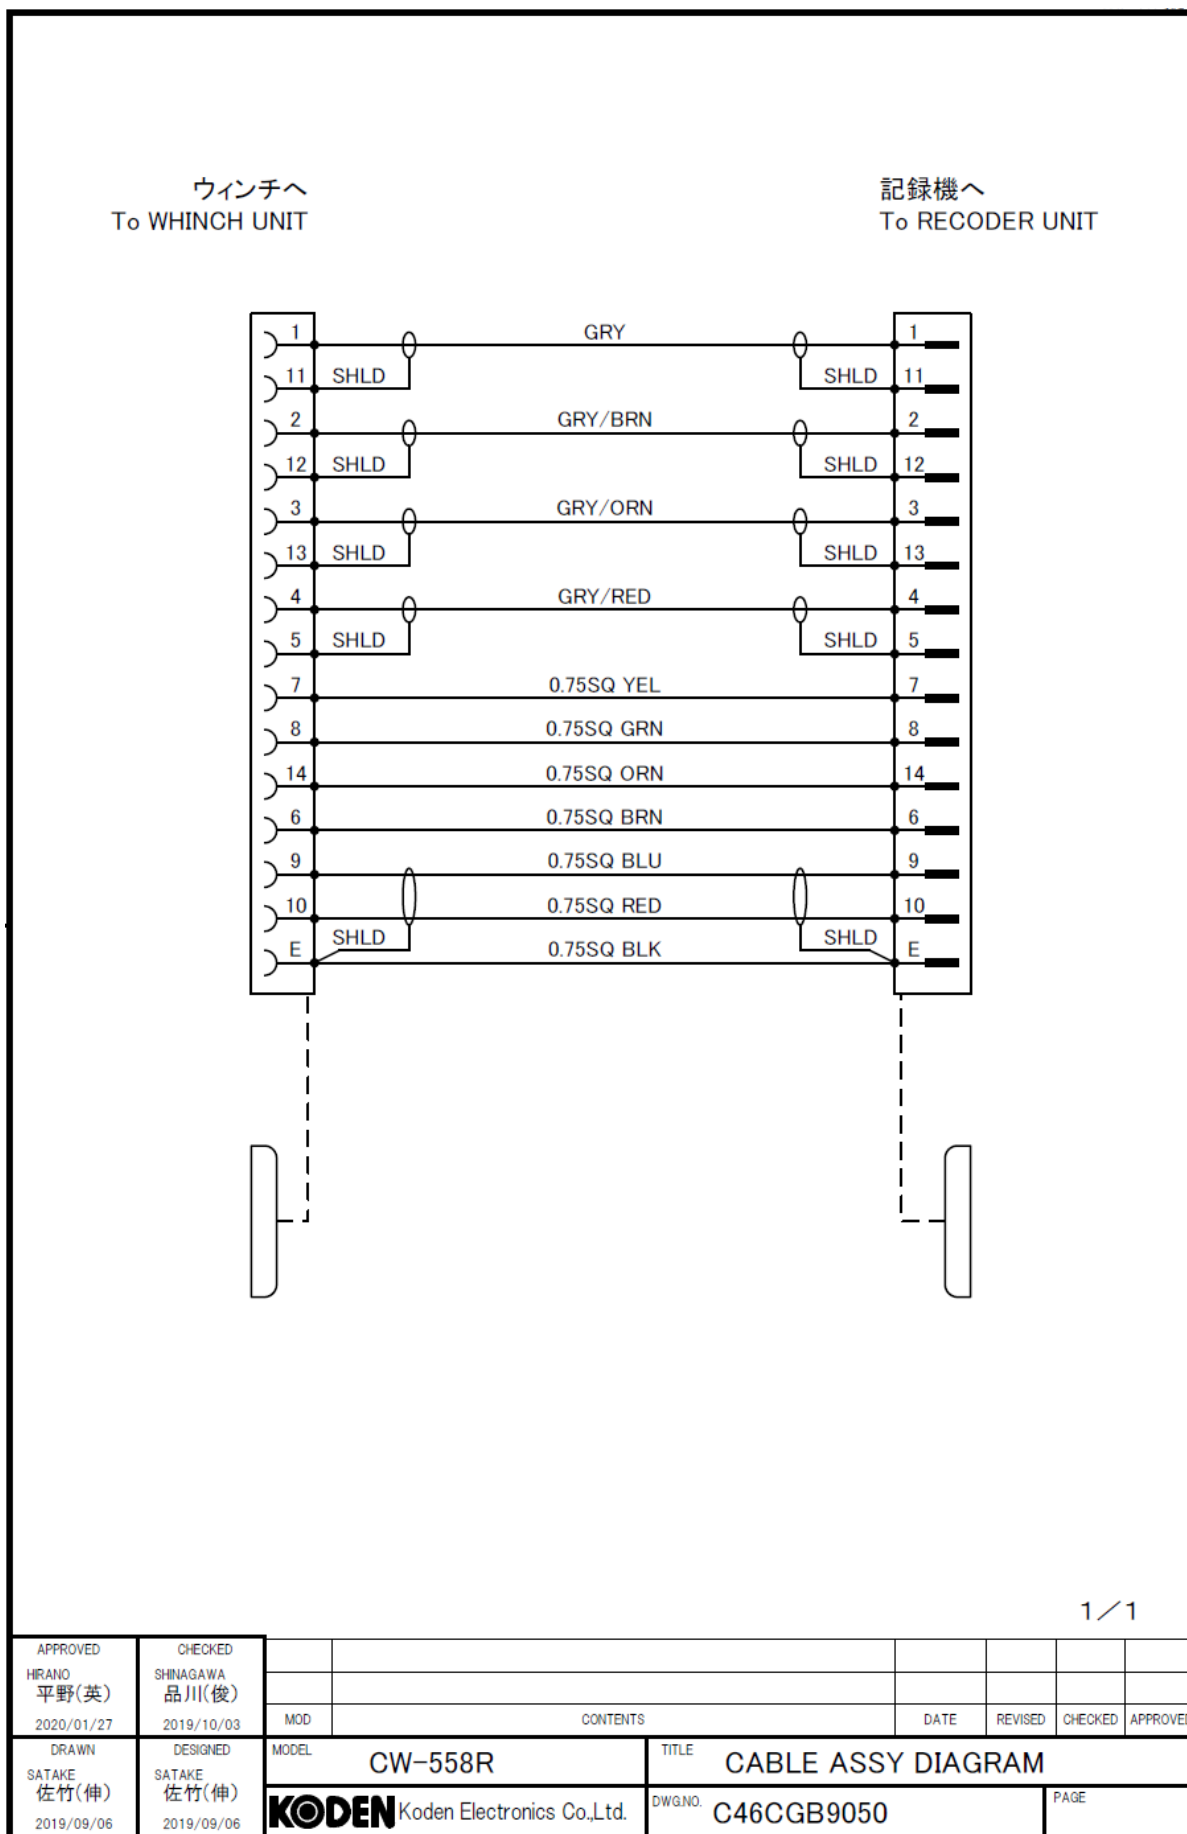 ウィンチへ
To WHINCH UNIT
記録機へ
To RECODER UNIT
1 GRY 1
11 SHLD SHLD 11
2 GRY/BRN 2
12 SHLD SHLD 12
3 GRY/ORN 3
13 SHLD SHLD 13
4 GRY/RED 4
5 SHLD SHLD 5
7 0.75SQ YEL 7
8 0.75SQ GRN 8
14 0.75SQ ORN 14
6 0.75SQ BRN 6
9 0.75SQ BLU 9
10 0.75SQ RED 10
SHLD SHLD
E 0.75SQ BLK E
1/1
APPROVED
HIRANO
平野(英)
2020/01/27
CHECKED
SHINAGAWA
品川(俊)
2019/10/03
MOD CONTENTS DATE REVISED CHECKED APPROVED
DRAWN
SATAKE
佐竹(伸)
2019/09/06
DESIGNED
SATAKE
佐竹(伸)
2019/09/06
MODEL CW-558R
TITLE CABLE ASSY DIAGRAM
KODEN Koden Electronics Co.,Ltd.
DWG.NO. C46CGB9050
PAGE